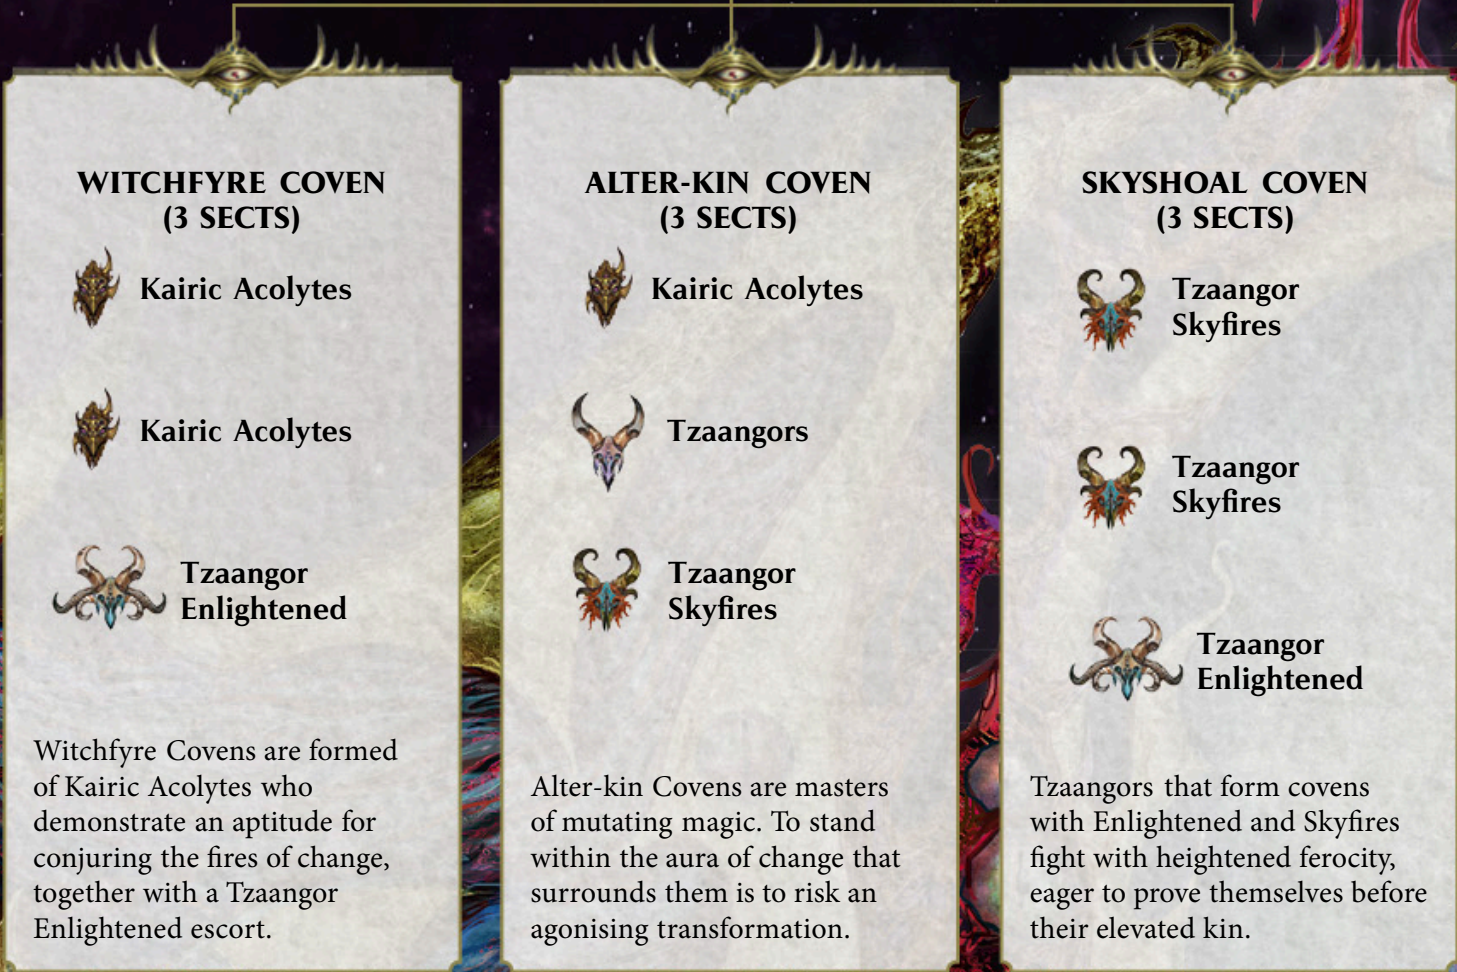 WITCHFYRE COVEN
(3 SECTS)
Kairic Acolytes
Kairic Acolytes
Tzaangor
Enlightened
Witchfyre Covens are formed
of Kairic Acolytes who
demonstrate an aptitude for
conjuring the fires of change,
together with a Tzaangor
Enlightened escort.
ALTER-KIN COVEN
(3 SECTS)
Kairic Acolytes
Tzaangors
Tzaangor
Skyfires
Alter-kin Covens are masters
of mutating magic. To stand
within the aura of change that
surrounds them is to risk an
agonising transformation.
SKYSHOAL COVEN
(3 SECTS)
Tzaangor
Skyfires
Tzaangor
Skyfires
Tzaangor
Enlightened
Tzaangors that form covens
with Enlightened and Skyfires
fight with heightened ferocity,
eager to prove themselves before
their elevated kin.